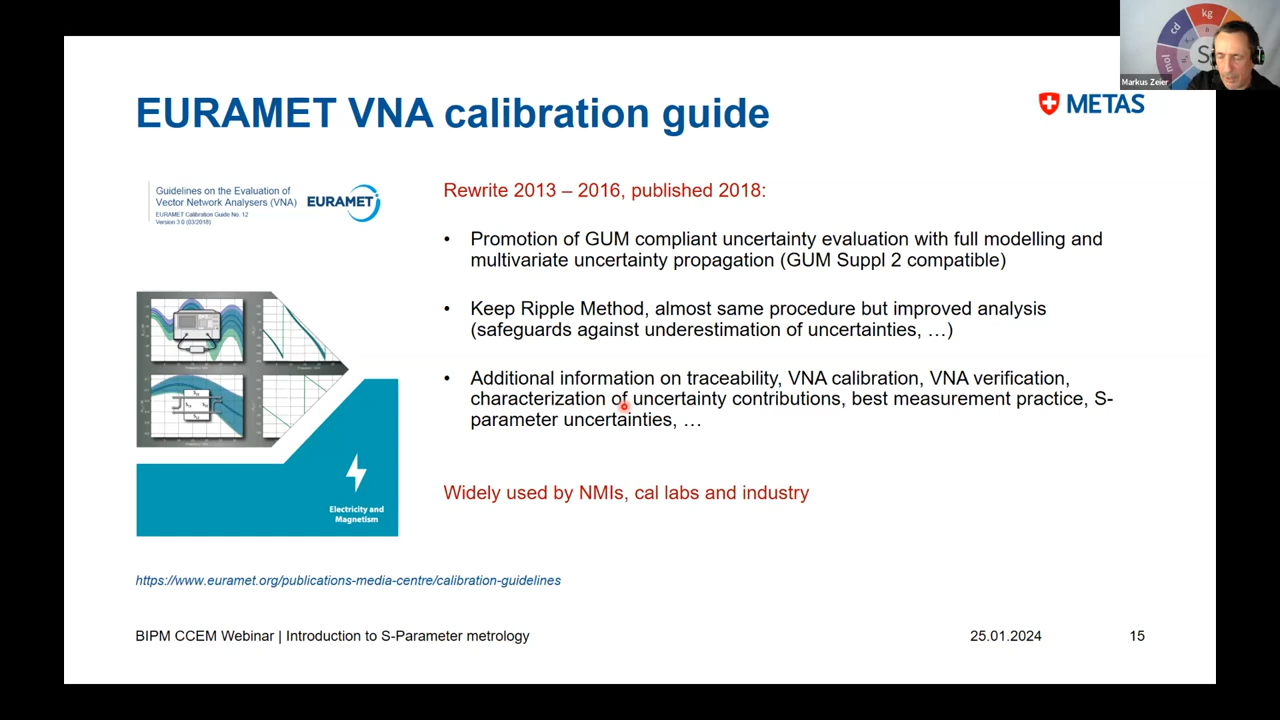 kg
cd
mol
S
Markus Zeier
EURAMET VNA calibration guide
METAS
Guidelines on the Evaluation of
Vector Network Analysers (VNA)
EURAMET Calibration Guide No. 12
Version 3.0 (03/2018)
EURAMET
Electricity and
Magnetism
Rewrite 2013 – 2016, published 2018:
• Promotion of GUM compliant uncertainty evaluation with full modelling and
multivariate uncertainty propagation (GUM Suppl 2 compatible)
• Keep Ripple Method, almost same procedure but improved analysis
(safeguards against underestimation of uncertainties, …)
• Additional information on traceability, VNA calibration, VNA verification,
characterization of uncertainty contributions, best measurement practice, S-
parameter uncertainties, …
Widely used by NMIs, cal labs and industry
https://www.euramet.org/publications-media-centre/calibration-guidelines
BIPM CCEM Webinar | Introduction to S-Parameter metrology
25.01.2024
15